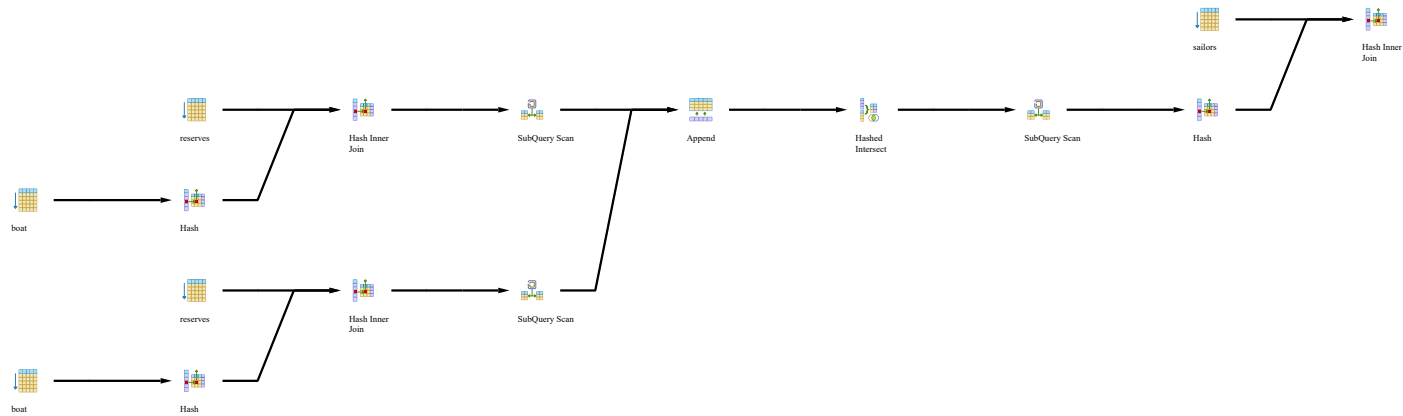 sailors
Hash Inner
Join
reserves
Hash Inner
Join
SubQuery Scan
Append
Hashed
Intersect
SubQuery Scan
Hash
boat
Hash
reserves
Hash Inner
Join
SubQuery Scan
boat
Hash